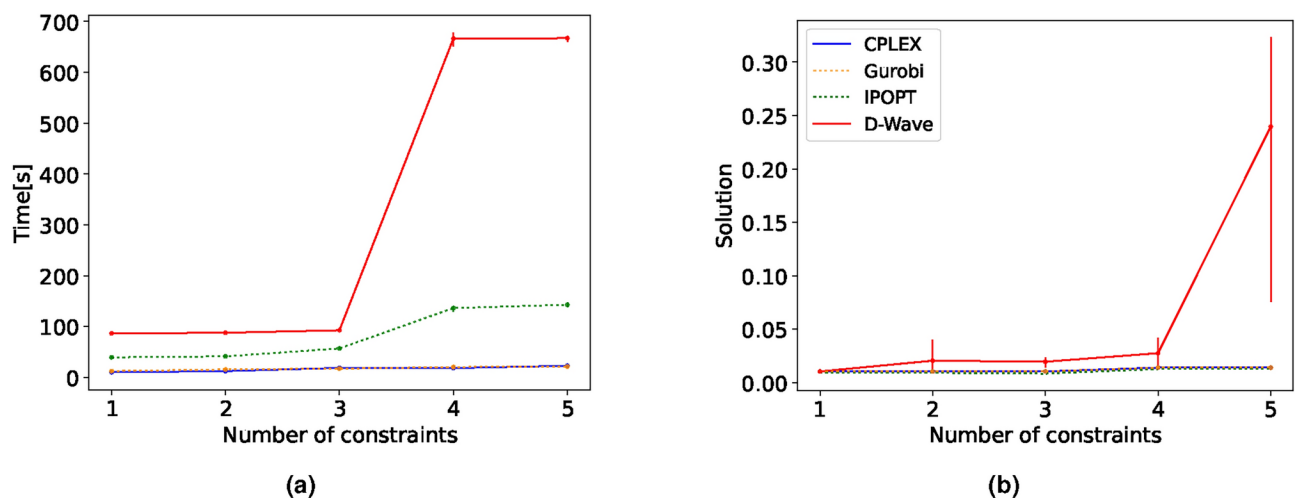 700
600
500
400
300
200
100
0
Time[s]
1 2 3 4 5
Number of constraints
(a)
CPLEX
Gurobi
IPOPT
D-Wave
0.30
0.25
0.20
0.15
0.10
0.05
0.00
Solution
1 2 3 4 5
Number of constraints
(b)